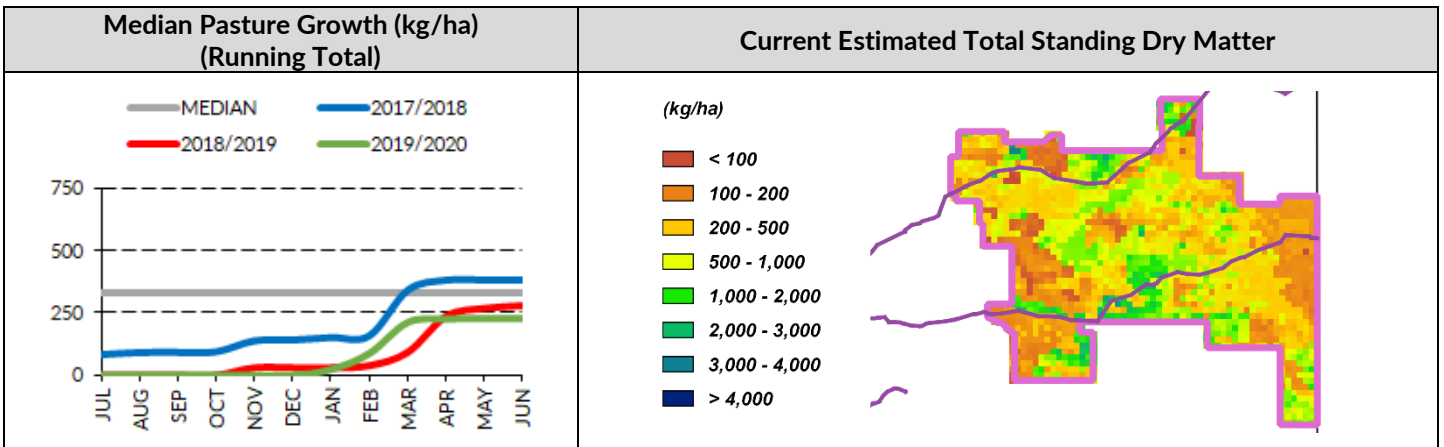 Median Pasture Growth (kg/ha)
(Running Total)
Current Estimated Total Standing Dry Matter
MEDIAN
2017/2018
2018/2019
2019/2020
750
500
250
0
JUL
AUG
SEP
OCT
NOV
DEC
JAN
FEB
MAR
APR
MAY
JUN
(kg/ha)
< 100
100 - 200
200 - 500
500 - 1,000
1,000 - 2,000
2,000 - 3,000
3,000 - 4,000
> 4,000